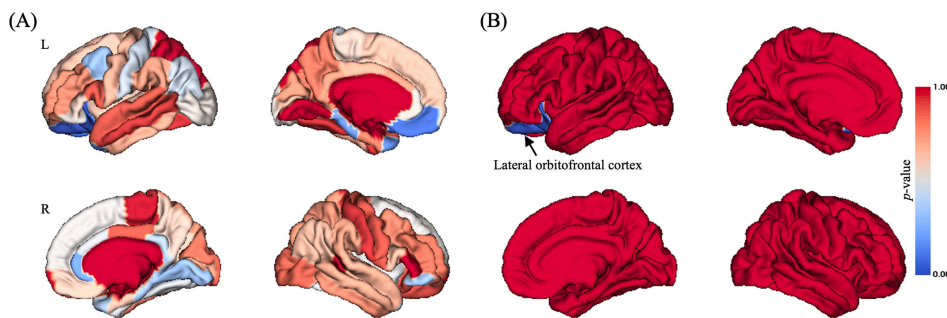 (A)
(B)
L
Lateral orbitofrontal cortex
R
1.00
p-value
0.00